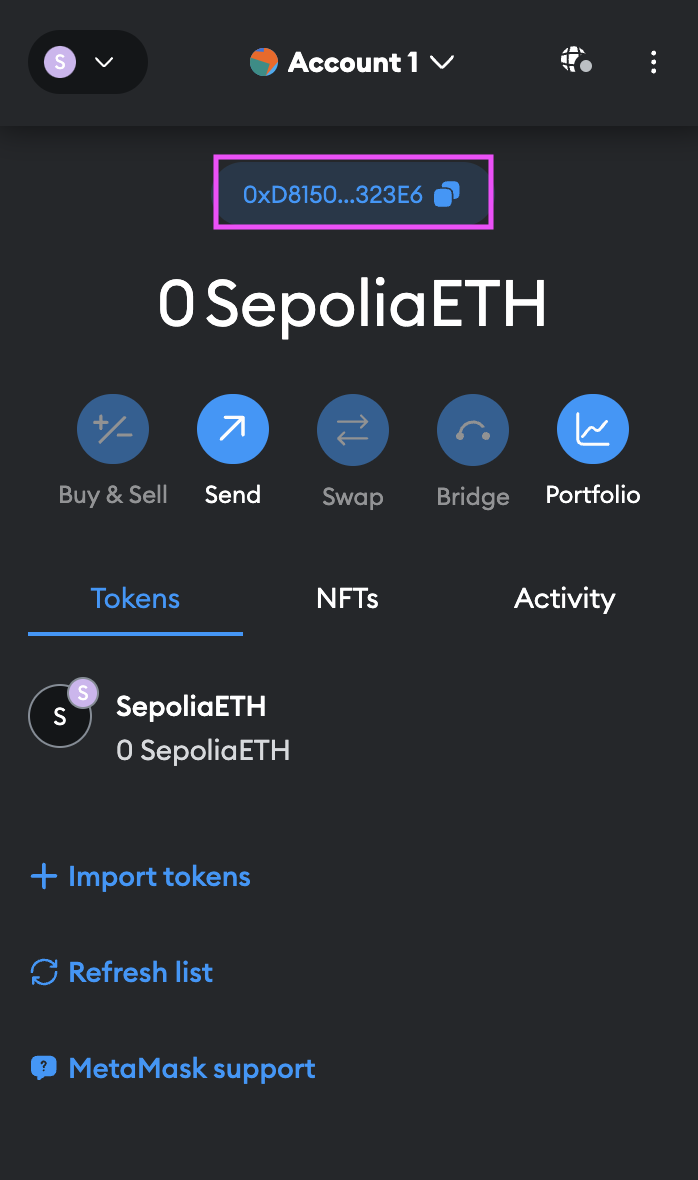 S
Account 1
0xD8150...323E6
0 SepoliaETH
Buy & Sell
Send
Swap
Bridge
Portfolio
Tokens
NFTs
Activity
S
S
SepoliaETH
0 SepoliaETH
Import tokens
Refresh list
? MetaMask support